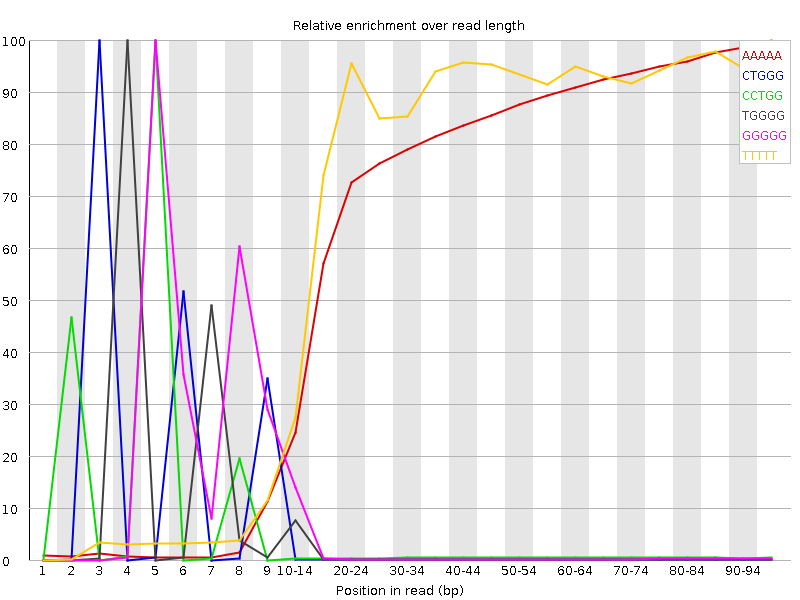 Relative enrichment over read length
100
90
80
70
60
50
40
30
20
10
0
AAAAA
CTGGG
CCTGG
TGGGG
GGGGG
TTTTT
1 2 3 4 5 6 7 8 9 10-14 20-24 30-34 40-44 50-54 60-64 70-74 80-84 90-94
Position in read (bp)